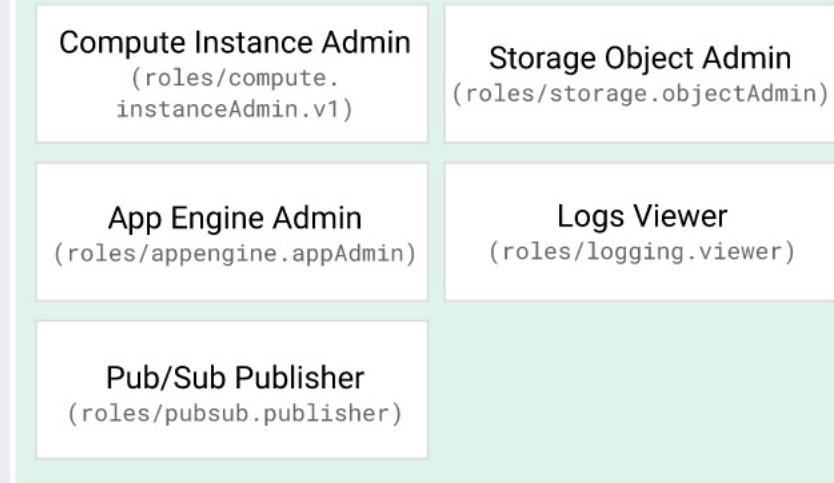 Compute Instance Admin
(roles/compute.
instanceAdmin.v1)
Storage Object Admin
(roles/storage.objectAdmin)
App Engine Admin
(roles/appengine.appAdmin)
Logs Viewer
(roles/logging.viewer)
Pub/Sub Publisher
(roles/pubsub.publisher)